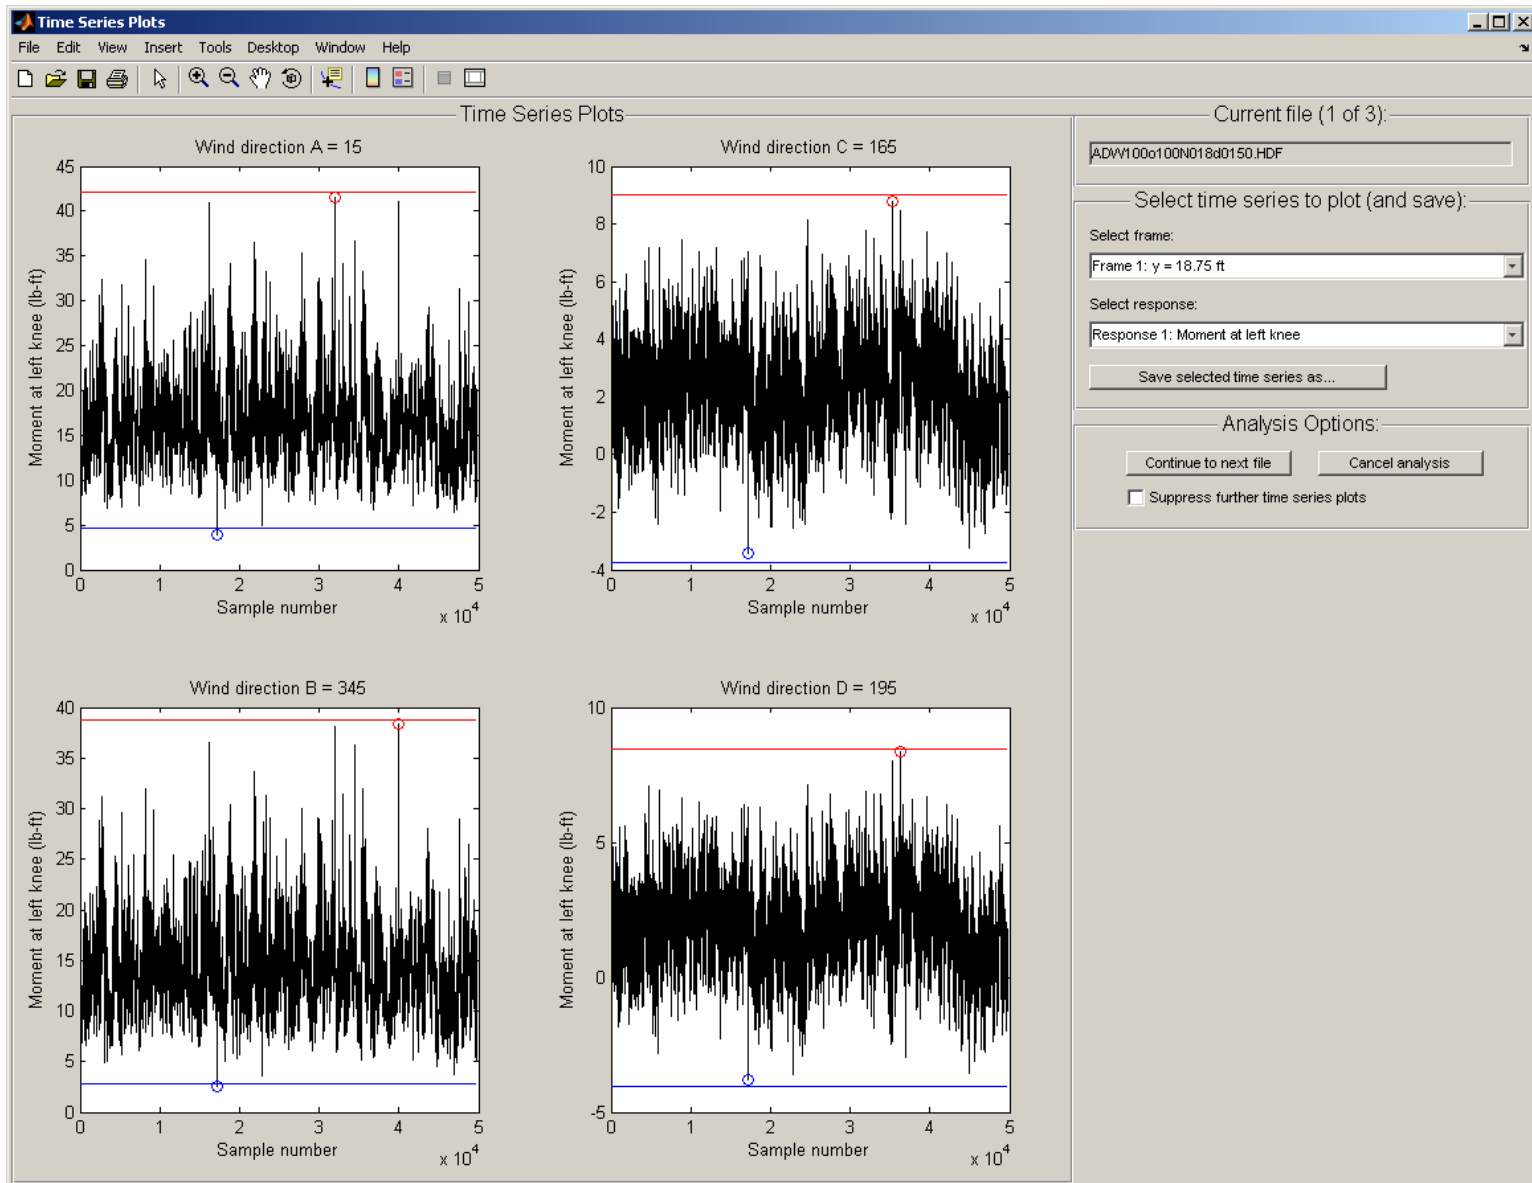 Time Series Plots
File Edit View Insert Tools Desktop Window Help
Time Series Plots
Wind direction A = 15
45
40
35
30
25
20
15
10
5
0
Moment at left knee (lb-ft)
0 1 2 3 4 5
Sample number
x 10^4
Wind direction C = 165
10
8
6
4
2
0
-2
-4
Moment at left knee (lb-ft)
0 1 2 3 4 5
Sample number
x 10^4
Wind direction B = 345
40
35
30
25
20
15
10
5
0
Moment at left knee (lb-ft)
0 1 2 3 4 5
Sample number
x 10^4
Wind direction D = 195
10
5
0
-5
Moment at left knee (lb-ft)
0 1 2 3 4 5
Sample number
x 10^4
Current file (1 of 3):
ADW100o100N018d0150.HDF
Select time series to plot (and save):
Select frame:
Frame 1: y = 18.75 ft
Select response:
Response 1: Moment at left knee
Save selected time series as...
Analysis Options:
Continue to next file Cancel analysis
Suppress further time series plots